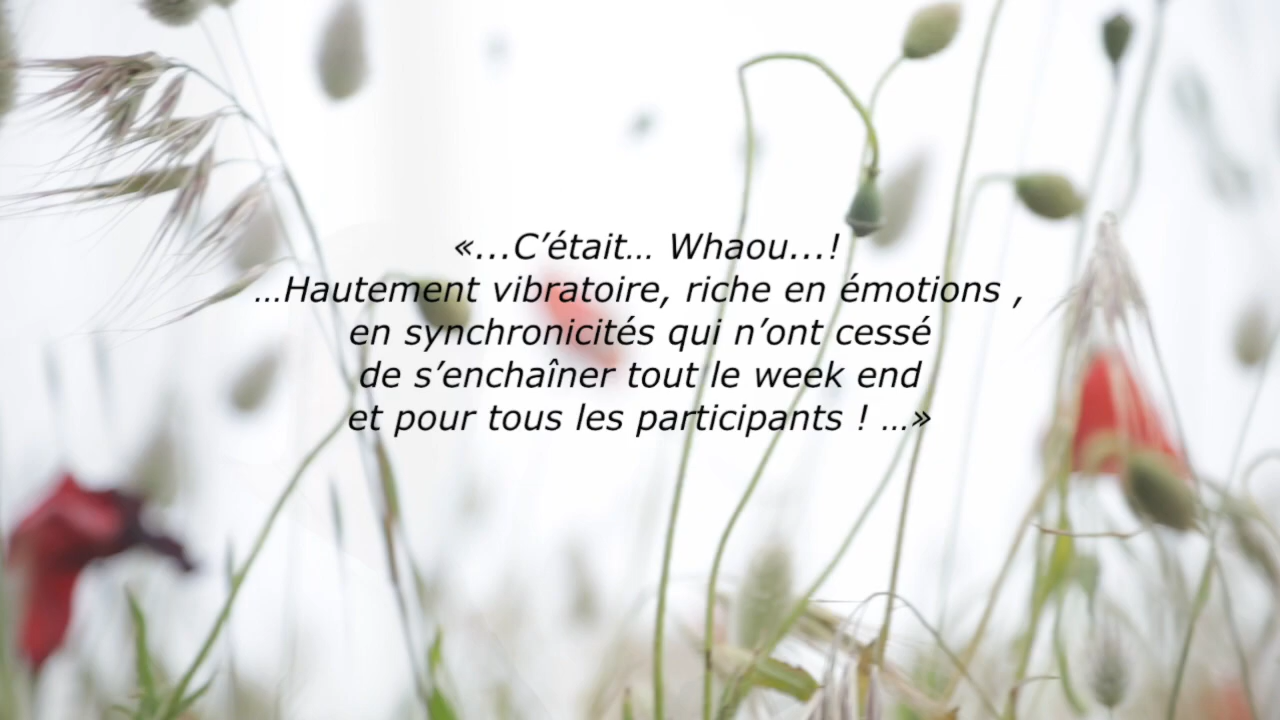 «...C’était... Whaou...!
...Hautement vibratoire, riche en émotions ,
en synchronicités qui n’ont cessé
de s’enchaîner tout le week end
et pour tous les participants ! ...»